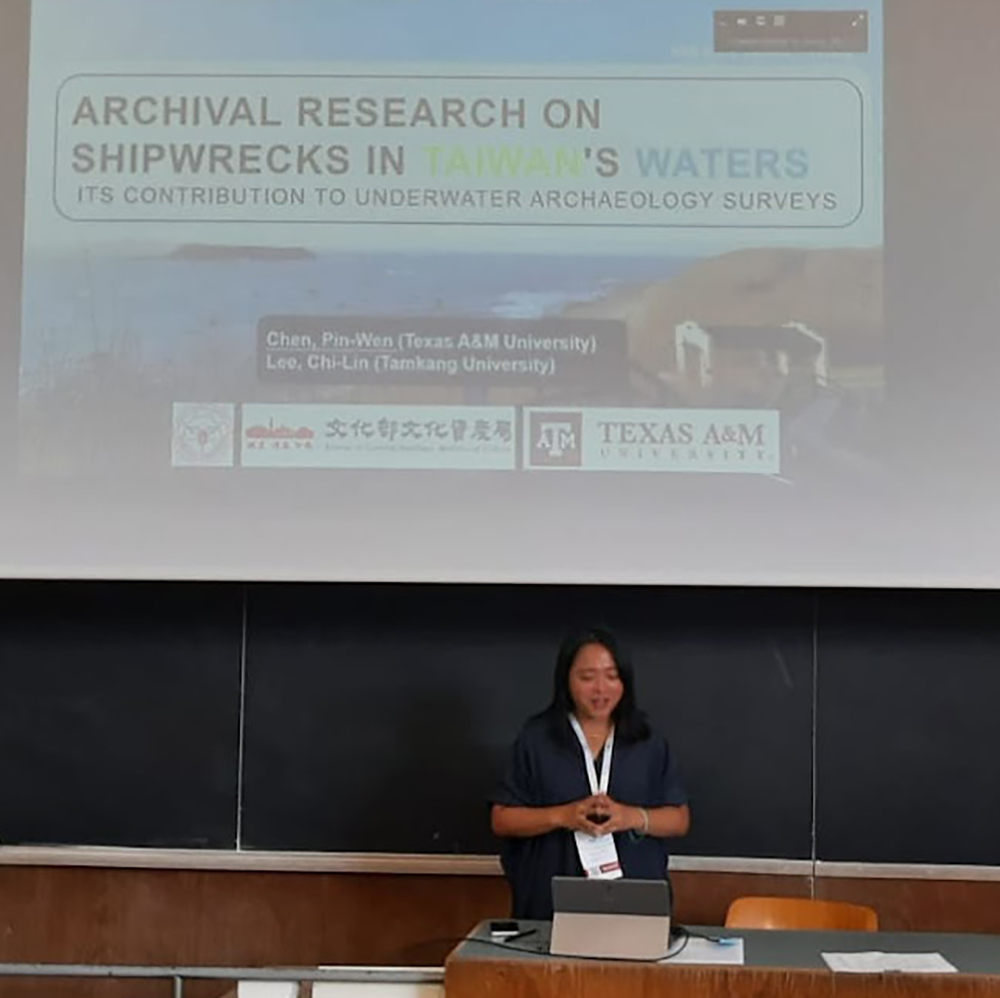 ARCHIVAL RESEARCH ON
SHIPWRECKS IN TAIWAN'S WATERS
ITS CONTRIBUTION TO UNDERWATER ARCHAEOLOGY SURVEYS
Chen, Pin-Wen (Texas A&M University)
Lee, Chi-Lin (Tamkang University)
文化部文化資產局
ATM
TEXAS A&M
UNIVERSITY